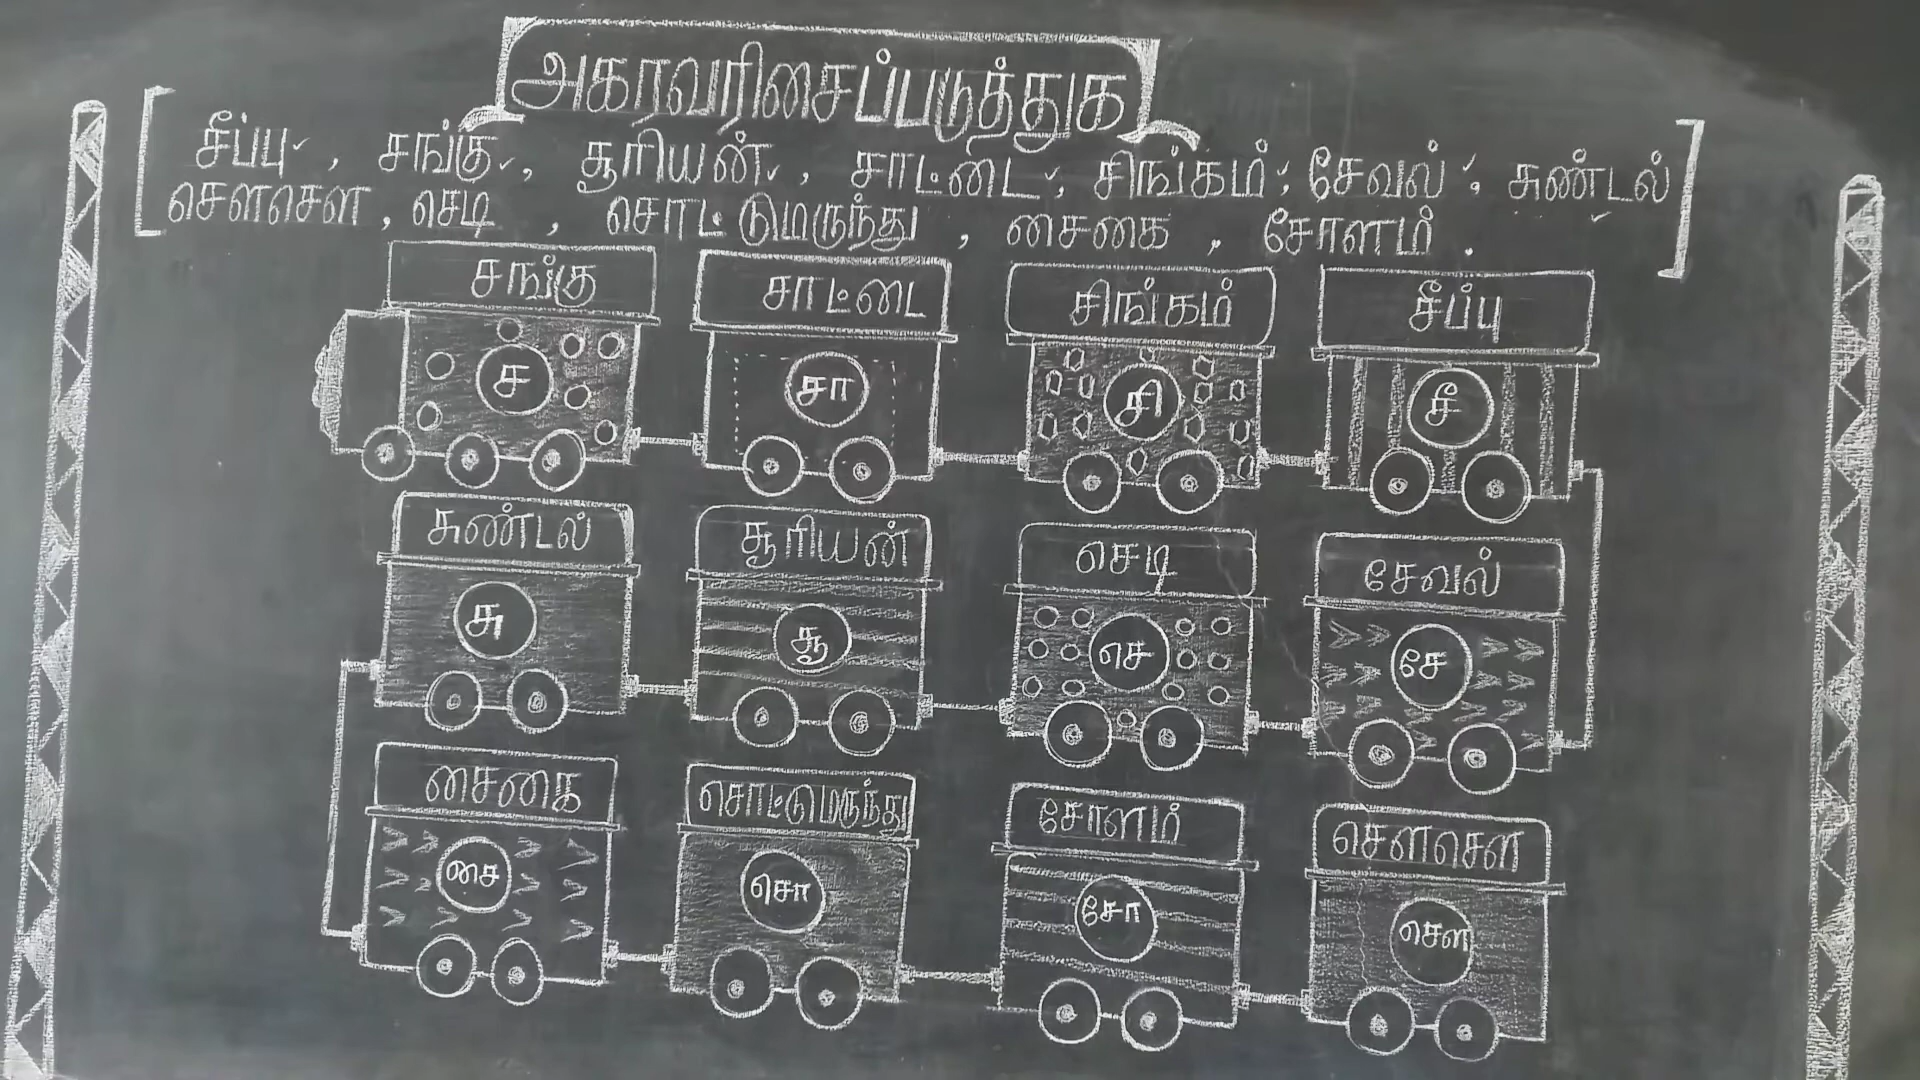 அகரவரிசைப்படுத்துக
சீப்பு, சங்கு, சூரியன், சாட்டை, சிங்கம், சேவல், சுண்டல்
சௌசௌ, செடி, சொட்டுமருந்து, சைகை, சோளம்.
சங்கு சாட்டை சிங்கம் சீப்பு
ச சா சி சீ
சுண்டல் சூரியன் செடி சேவல்
சு சூ செ சே
சைகை சொட்டுமருந்து சோளம் சௌசௌ
சை சொ சோ சௌ